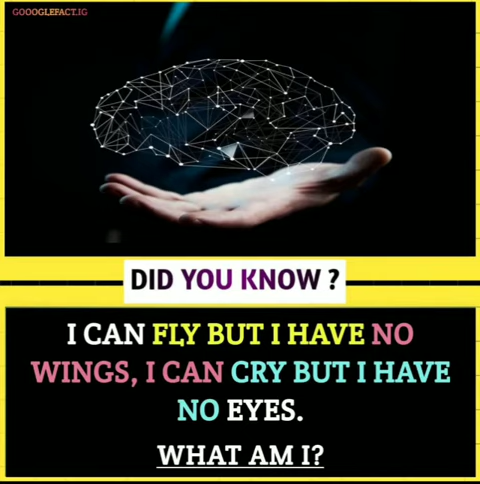 GOOOGLEFACT.IG
DID YOU KNOW ?
I CAN FLY BUT I HAVE NO
WINGS, I CAN CRY BUT I HAVE
NO EYES.
WHAT AM I?